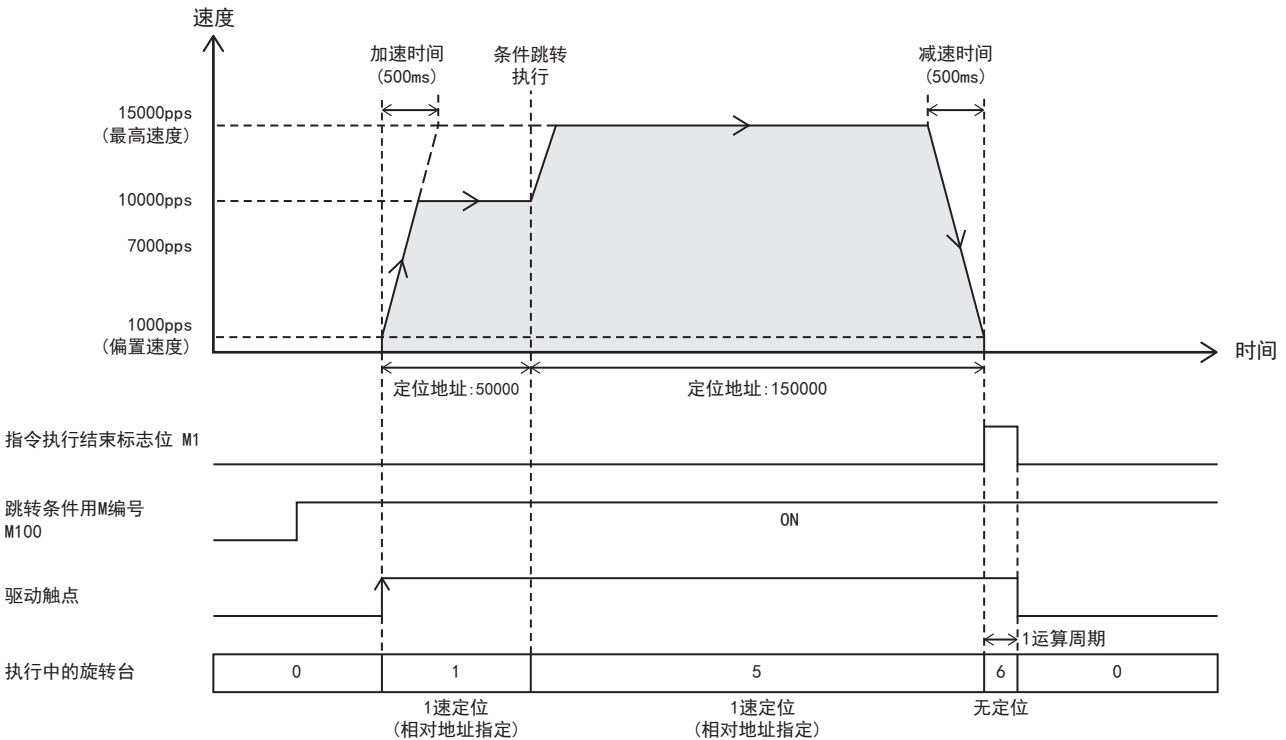 速度
加速时间
(500ms)
条件跳转
执行
减速时间
(500ms)
15000pps
(最高速度)
10000pps
7000pps
1000pps
(偏置速度)
时间
定位地址:50000
定位地址:150000
指令执行结束标志位 M1
跳转条件用M编号
M100
ON
驱动触点
1运算周期
执行中的旋转台
0
1
5
6
0
1速定位
(相对地址指定)
1速定位
(相对地址指定)
无定位